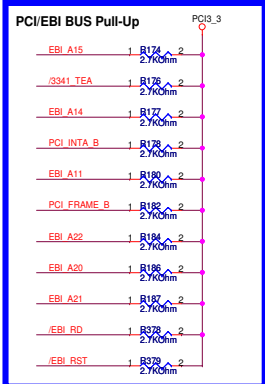 PCI/EBI BUS Pull-Up
PCI3_3
EBI_A15 1 R174 2
2.7KOhm
/3341_TEA 1 R176 2
2.7KOhm
EBI_A14 1 R177 2
2.7KOhm
PCI_INTA_B 1 R178 2
2.7KOhm
EBI_A11 1 R180 2
2.7KOhm
PCI_FRAME_B 1 R182 2
2.7KOhm
EBI_A22 1 R184 2
2.7KOhm
EBI_A20 1 R186 2
2.7KOhm
EBI_A21 1 R187 2
2.7KOhm
/EBI_RD 1 R378 2
2.7KOhm
/EBI_RST 1 R379 2
2.7KOhm